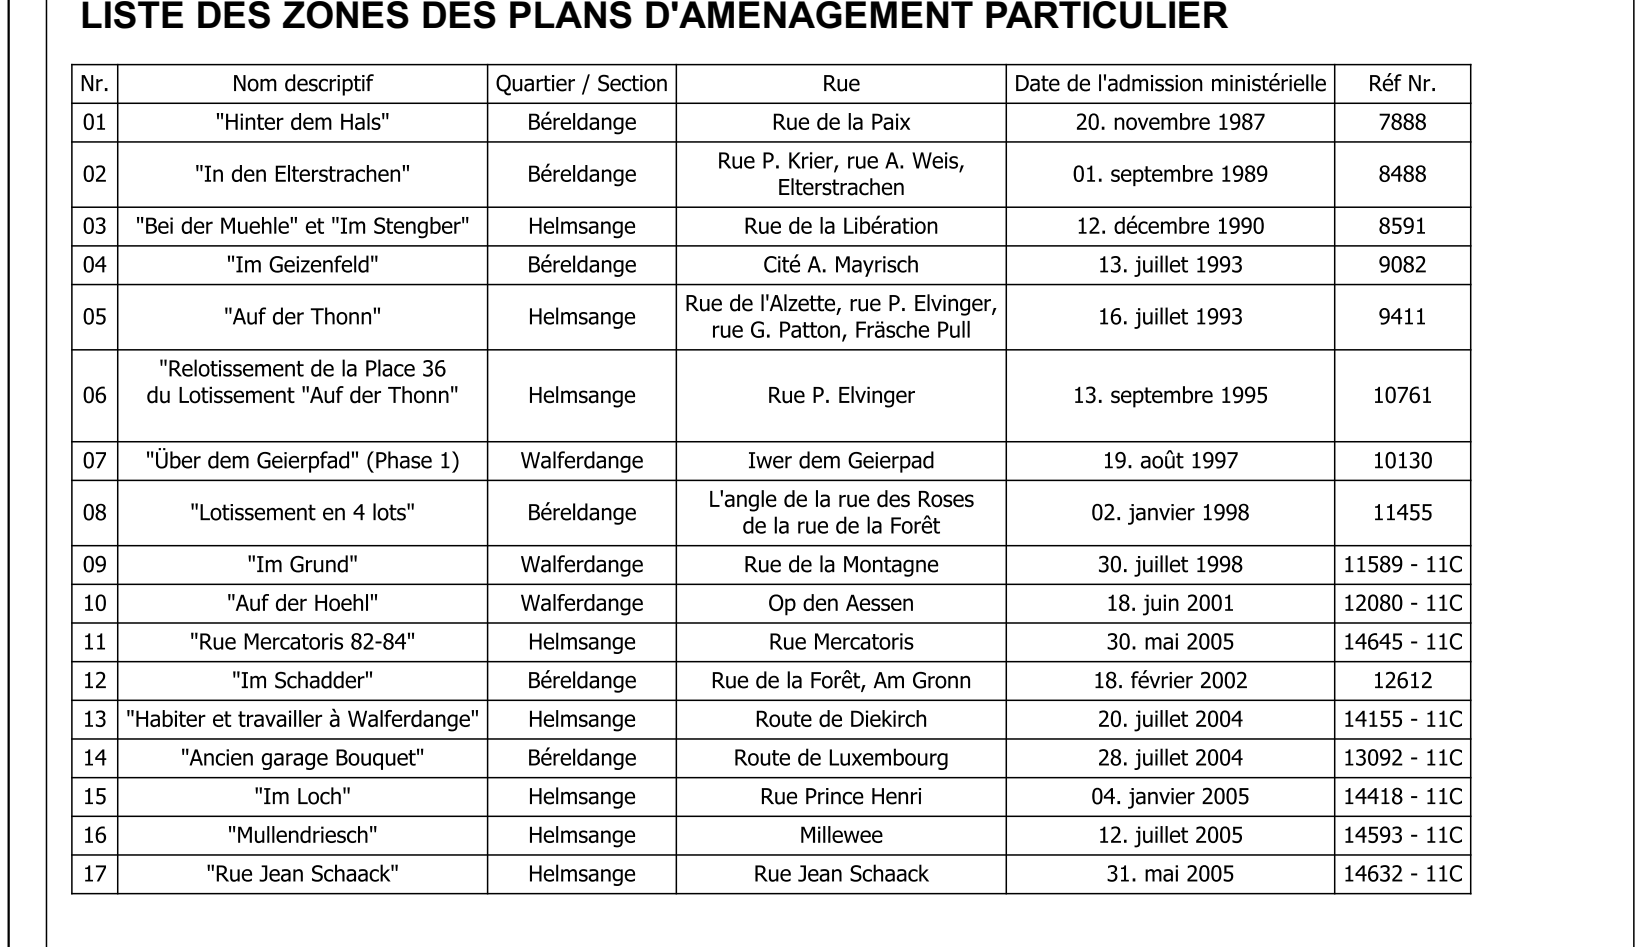 LISTE DES ZONES DES PLANS D'AMENAGEMENT PARTICULIER
Nr. Nom descriptif Quartier / Section Rue Date de l'admission ministérielle Réf Nr.
01 "Hinter dem Hals" Béreldange Rue de la Paix 20. novembre 1987 7888
02 "In den Elterstrachen" Béreldange Rue P. Krier, rue A. Weis,
Elterstrachen 01. septembre 1989 8488
03 "Bei der Muehle" et "Im Stengber" Helmsange Rue de la Libération 12. décembre 1990 8591
04 "Im Geizenfeld" Béreldange Cité A. Mayrisch 13. juillet 1993 9082
05 "Auf der Thonn" Helmsange Rue de l'Alzette, rue P. Elvinger,
rue G. Patton, Fräsche Pull 16. juillet 1993 9411
06 "Relotissement de la Place 36
du Lotissement "Auf der Thonn" Helmsange Rue P. Elvinger 13. septembre 1995 10761
07 "Über dem Geierpfad" (Phase 1) Walferdange Iwer dem Geierpad 19. août 1997 10130
08 "Lotissement en 4 lots" Béreldange L'angle de la rue des Roses
de la rue de la Forêt 02. janvier 1998 11455
09 "Im Grund" Walferdange Rue de la Montagne 30. juillet 1998 11589 - 11C
10 "Auf der Hoehl" Walferdange Op den Aessen 18. juin 2001 12080 - 11C
11 "Rue Mercatoris 82-84" Helmsange Rue Mercatoris 30. mai 2005 14645 - 11C
12 "Im Schadder" Béreldange Rue de la Forêt, Am Gronn 18. février 2002 12612
13 "Habiter et travailler à Walferdange" Helmsange Route de Diekirch 20. juillet 2004 14155 - 11C
14 "Ancien garage Bouquet" Béreldange Route de Luxembourg 28. juillet 2004 13092 - 11C
15 "Im Loch" Helmsange Rue Prince Henri 04. janvier 2005 14418 - 11C
16 "Mullendriesch" Helmsange Millewee 12. juillet 2005 14593 - 11C
17 "Rue Jean Schaack" Helmsange Rue Jean Schaack 31. mai 2005 14632 - 11C